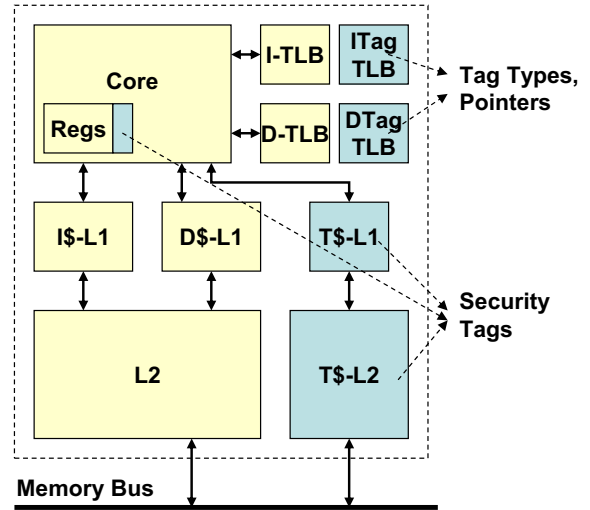 Core
Regs
I-TLB
ITag
TLB
D-TLB
DTag
TLB
Tag Types,
Pointers
I$-L1
D$-L1
T$-L1
L2
T$-L2
Security
Tags
Memory Bus